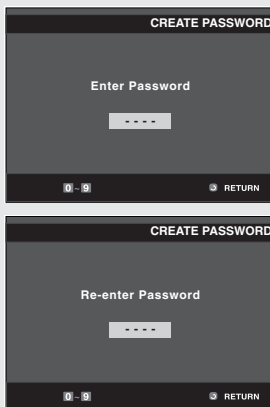 CREATE PASSWORD
Enter Password
- - - -
0 ~ 9 RETURN
CREATE PASSWORD
Re-enter Password
- - - -
0 ~ 9 RETURN